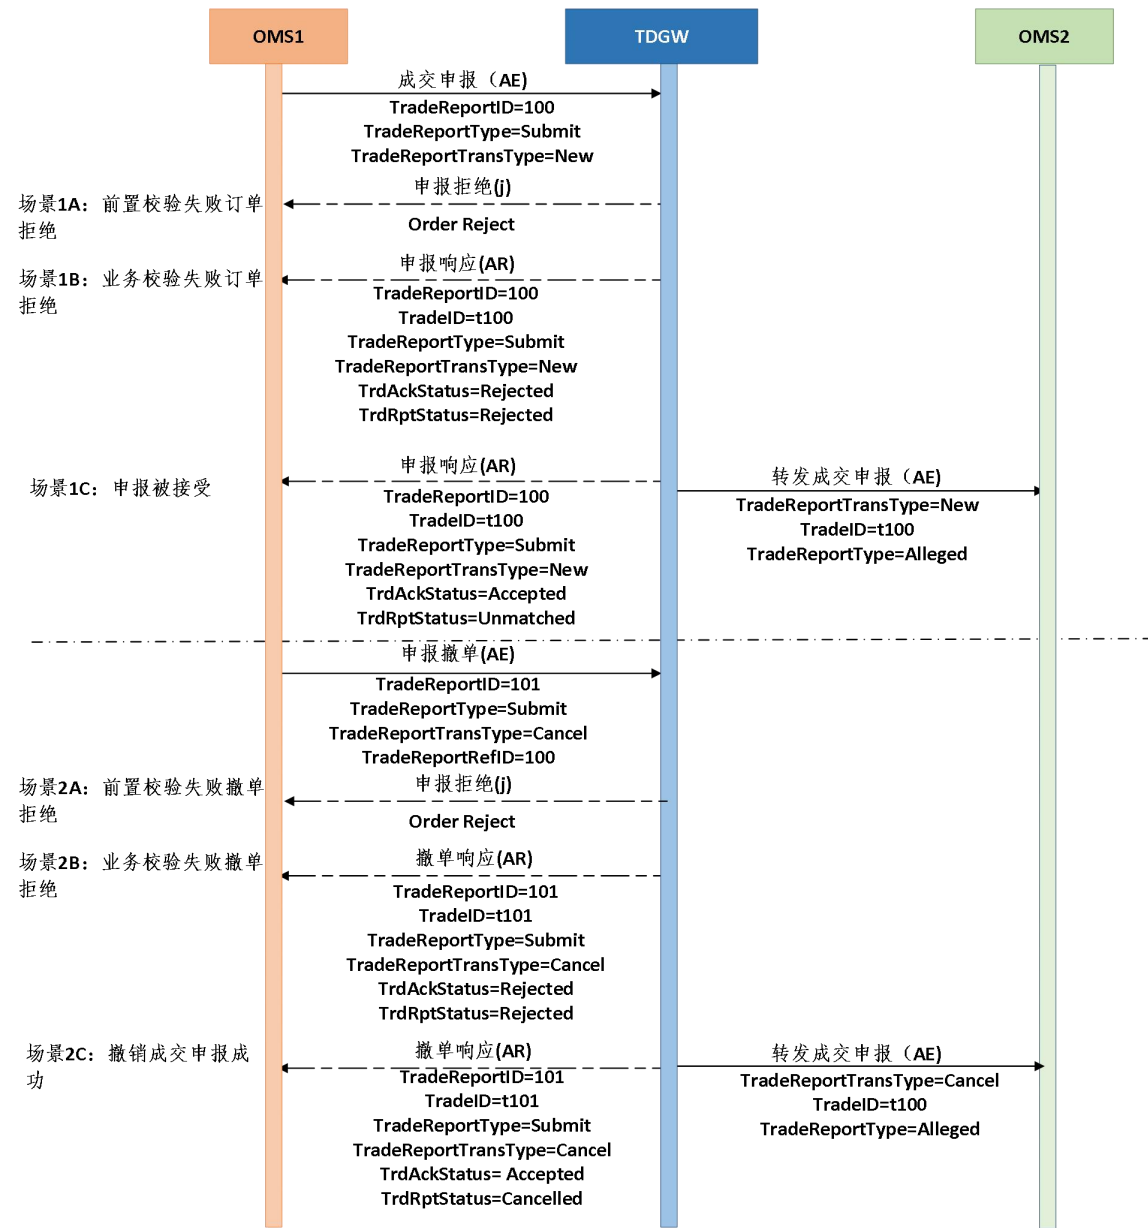 OMS1
TDGW
OMS2
成交申报（AE)
TradeReportID=100
TradeReportType=Submit
TradeReportTransType=New
场景1A：前置校验失败订单
拒绝
申报拒绝(j)
Order Reject
场景1B：业务校验失败订单
拒绝
申报响应(AR)
TradeReportID=100
TradeID=t100
TradeReportType=Submit
TradeReportTransType=New
TrdAckStatus=Rejected
TrdRptStatus=Rejected
场景1C：申报被接受
申报响应(AR)
TradeReportID=100
TradeID=t100
TradeReportType=Submit
TradeReportTransType=New
TrdAckStatus=Accepted
TrdRptStatus=Unmatched
转发成交申报（AE)
TradeReportTransType=New
TradeID=t100
TradeReportType=Alleged
申报撤单(AE)
TradeReportID=101
TradeReportType=Submit
TradeReportTransType=Cancel
TradeReportRefID=100
场景2A：前置校验失败撤单
拒绝
申报拒绝(j)
Order Reject
场景2B：业务校验失败撤单
拒绝
撤单响应(AR)
TradeReportID=101
TradeID=t101
TradeReportType=Submit
TradeReportTransType=Cancel
TrdAckStatus=Rejected
TrdRptStatus=Rejected
场景2C：撤销成交申报成
功
撤单响应(AR)
TradeReportID=101
TradeID=t101
TradeReportType=Submit
TradeReportTransType=Cancel
TrdAckStatus= Accepted
TrdRptStatus=Cancelled
转发成交申报（AE)
TradeReportTransType=Cancel
TradeID=t100
TradeReportType=Alleged